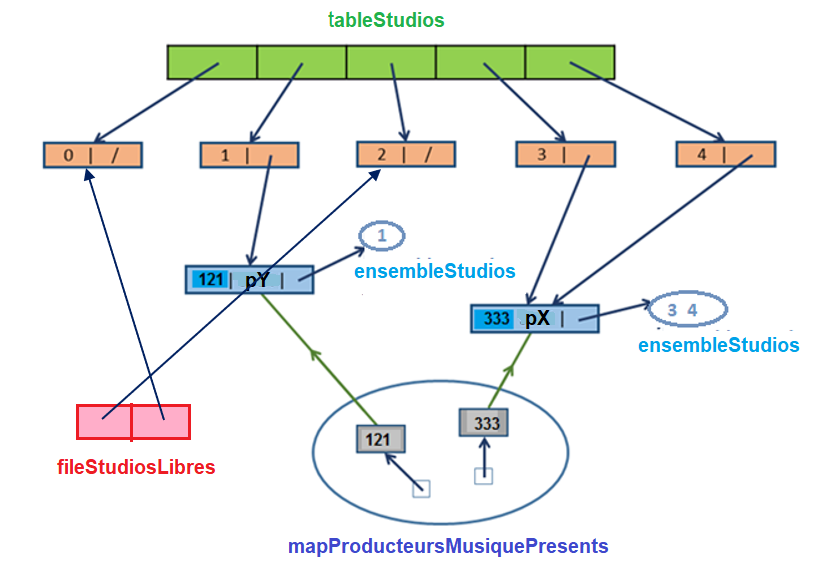 tableStudios
0 | /
1 |
2 | /
3 |
4 |
1
ensembleStudios
121 | pY |
3 4
333 pX |
ensembleStudios
333
121
fileStudiosLibres
mapProducteursMusiquePresents